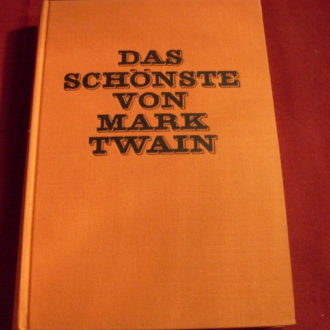 DAS
SCHÖNSTE
VON
MARK
TWAIN